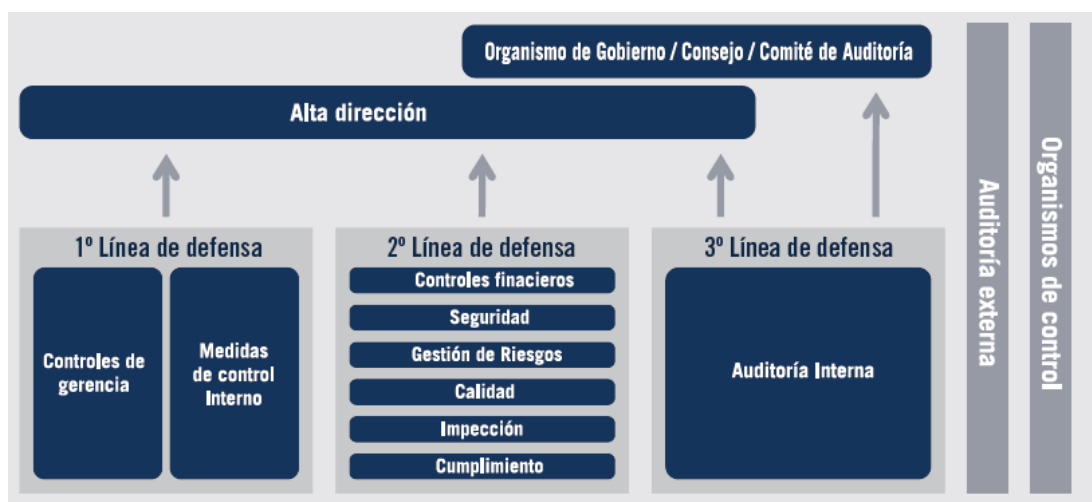 Organismo de Gobierno / Consejo / Comité de Auditoría
Alta dirección
1º Línea de defensa
Controles de
gerencia
Medidas
de control
Interno
2º Línea de defensa
Controles finacieros
Seguridad
Gestión de Riesgos
Calidad
Impección
Cumplimiento
3º Línea de defensa
Auditoría Interna
Auditoría externa
Organismos de control